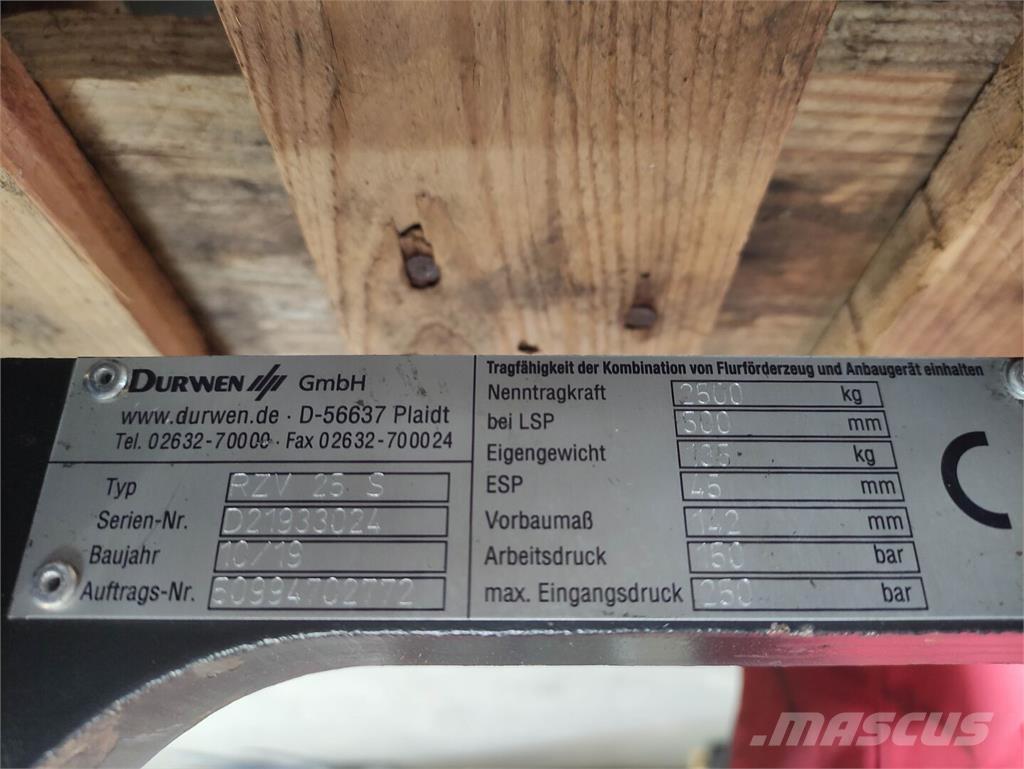 DURWEN GmbH
www.durwen.de · D-56637 Plaidt
Tel. 02632-70000 · Fax 02632-700024
Typ RZV 25 S
Serien-Nr. D21933024
Baujahr 10/19
Auftrags-Nr.
Tragfähigkeit der Kombination von Flurförderzeug und Anbaugerät einhalten
Nenntragkraft 2500 kg
bei LSP 500 mm
Eigengewicht 135 kg
ESP 45 mm
Vorbaumaß 142 mm
Arbeitsdruck 160 bar
max. Eingangsdruck 250 bar
MASCUS